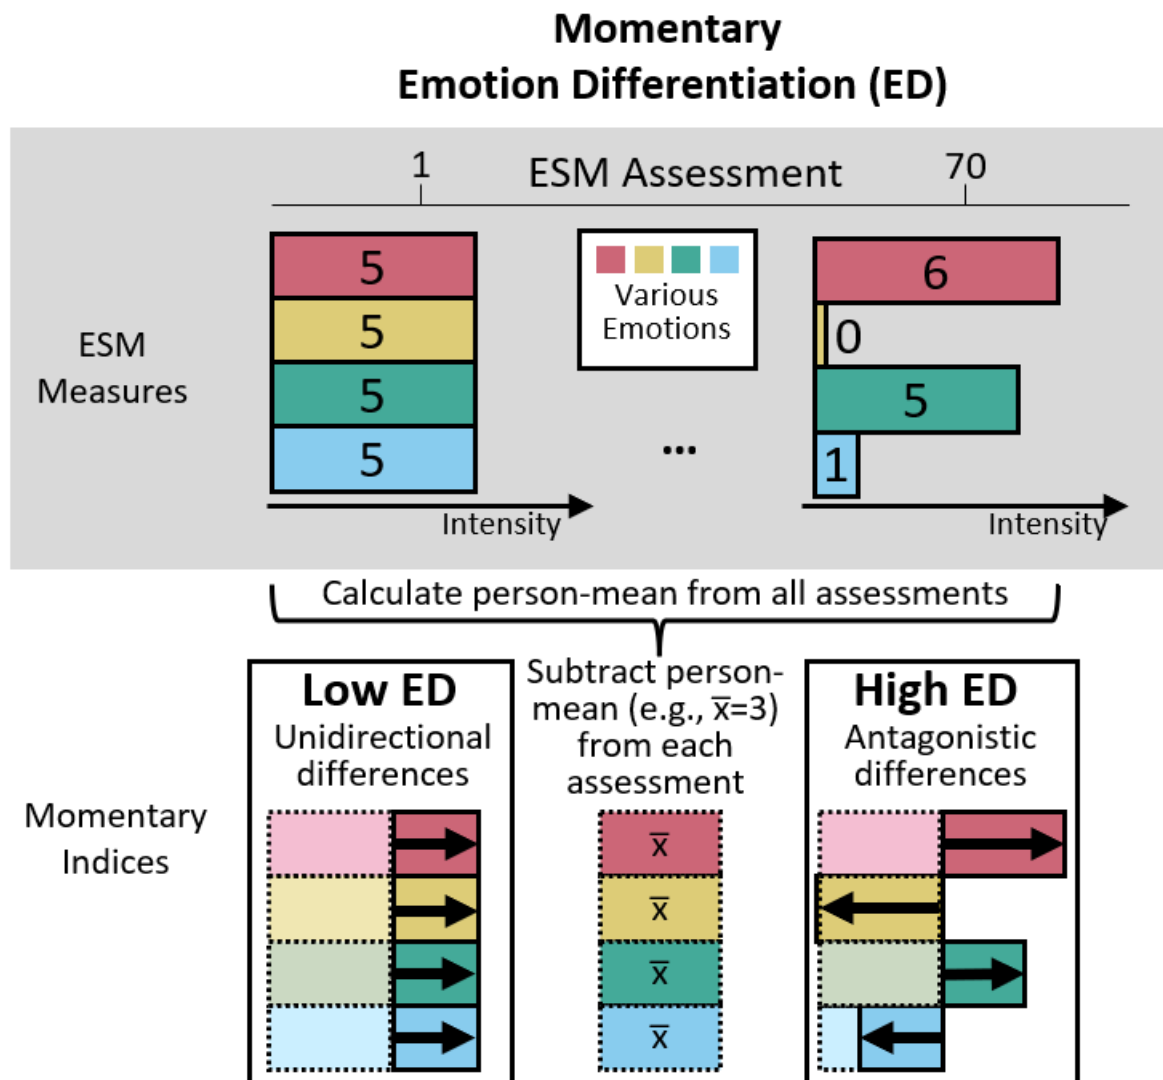 Momentary
Emotion Differentiation (ED)
1
ESM Assessment
70
5
5
5
5
Various
Emotions
...
6
0
5
1
ESM
Measures
Intensity
Intensity
Calculate person-mean from all assessments
Low ED
Unidirectional
differences
Subtract person-
mean (e.g., x̅=3)
from each
assessment
High ED
Antagonistic
differences
Momentary
Indices
x̅
x̅
x̅
x̅